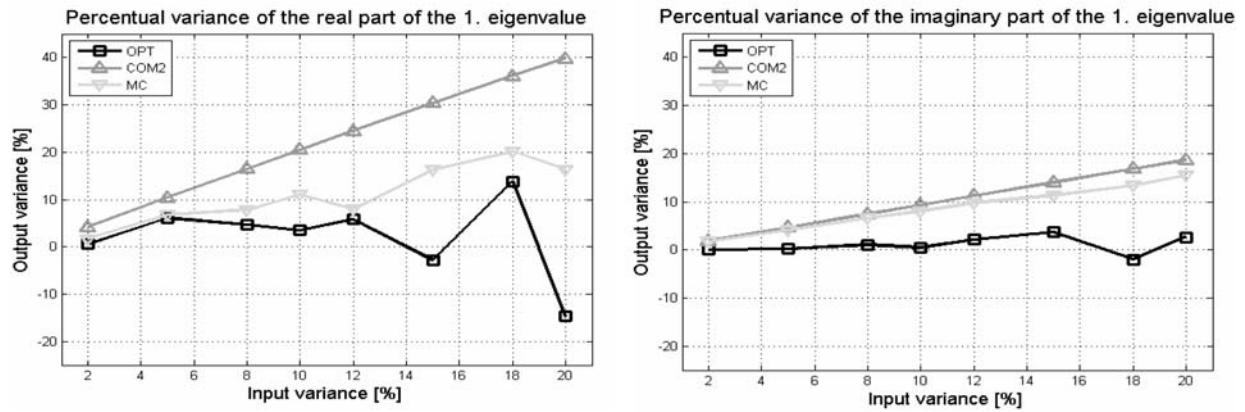 Percentual variance of the real part of the 1. eigenvalue
OPT
COM2
MC
Output variance [%]
40
30
20
10
0
-10
-20
2 4 6 8 10 12 14 16 18 20
Input variance [%]
Percentual variance of the imaginary part of the 1. eigenvalue
OPT
COM2
MC
Output variance [%]
40
30
20
10
0
-10
-20
2 4 6 8 10 12 14 16 18 20
Input variance [%]